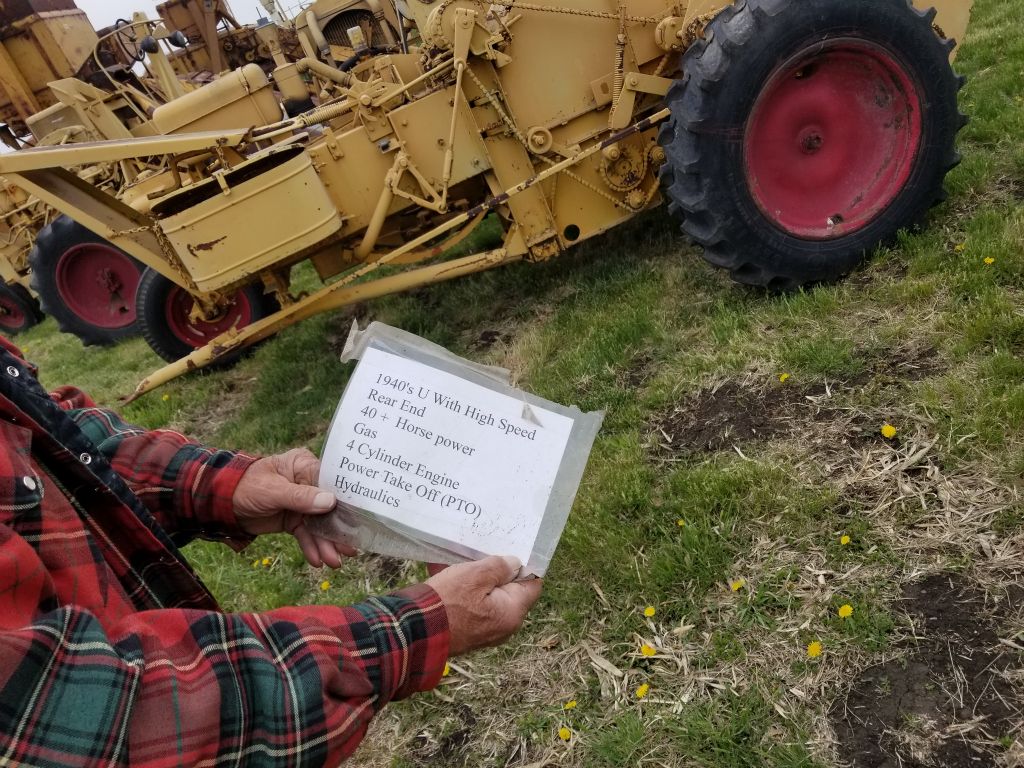 1940's U With High Speed
Rear End
40 + Horse power
Gas
4 Cylinder Engine
Power Take Off (PTO)
Hydraulics